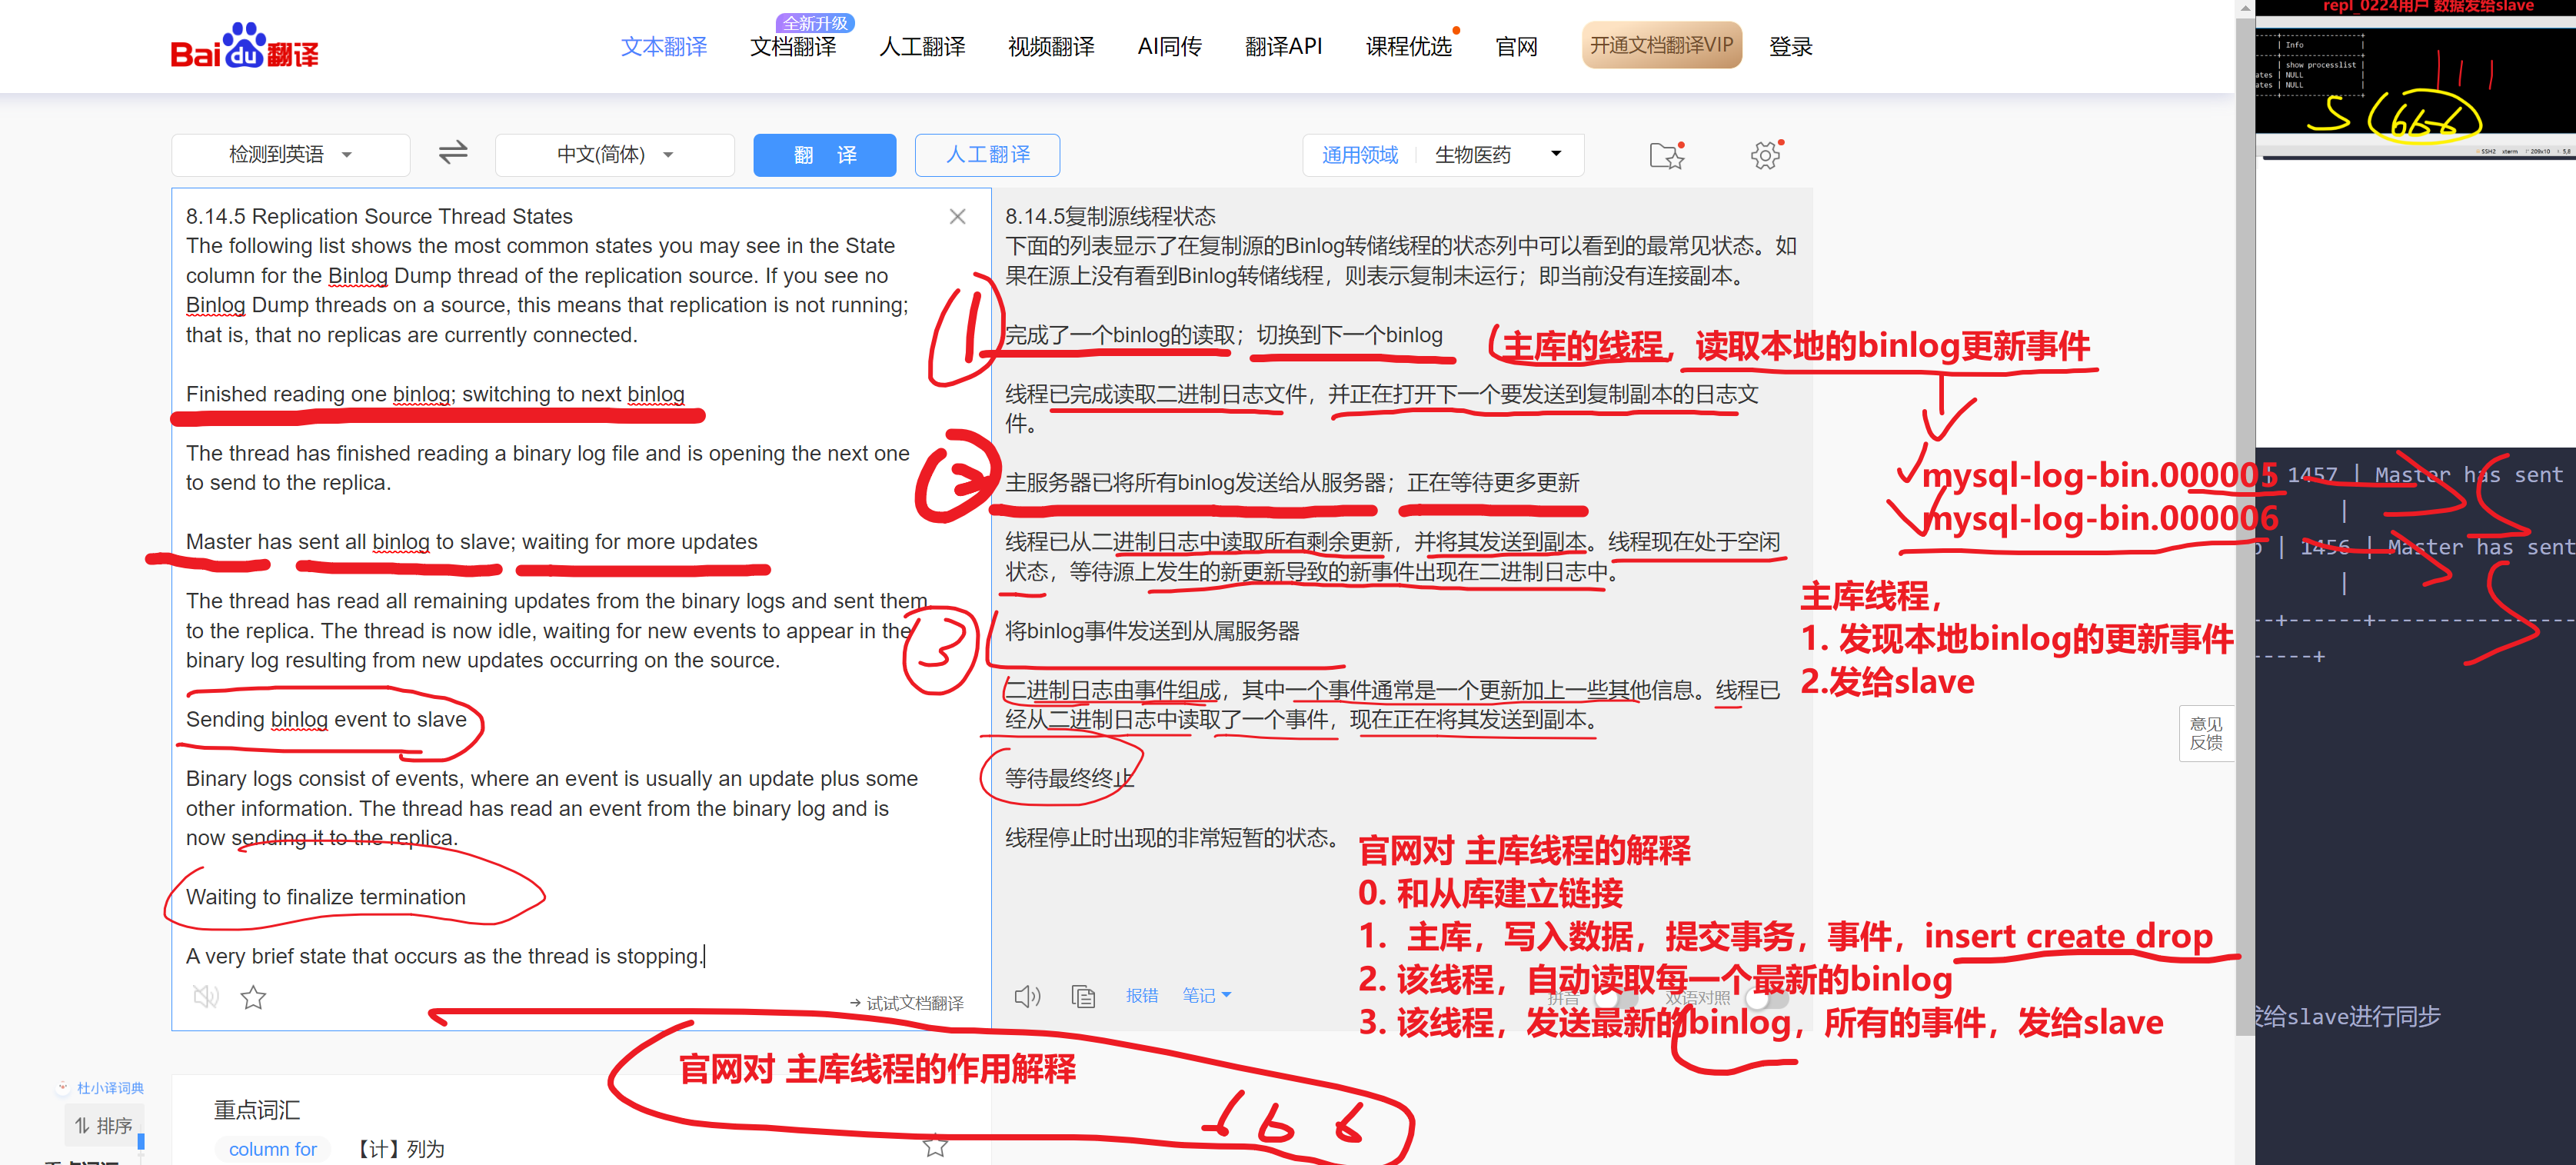 Bai du 翻译
文本翻译
全新升级
文档翻译
人工翻译
视频翻译
AI同传
翻译API
课程优选
官网
开通文档翻译VIP
登录
检测到英语
中文(简体)
翻 译
人工翻译
通用领域
生物医药
8.14.5 Replication Source Thread States
The following list shows the most common states you may see in the State
column for the Binlog Dump thread of the replication source. If you see no
Binlog Dump threads on a source, this means that replication is not running;
that is, that no replicas are currently connected.
Finished reading one binlog; switching to next binlog
The thread has finished reading a binary log file and is opening the next one
to send to the replica.
Master has sent all binlog to slave; waiting for more updates
The thread has read all remaining updates from the binary logs and sent them
to the replica. The thread is now idle, waiting for new events to appear in the
binary log resulting from new updates occurring on the source.
Sending binlog event to slave
Binary logs consist of events, where an event is usually an update plus some
other information. The thread has read an event from the binary log and is
now sending it to the replica.
Waiting to finalize termination
A very brief state that occurs as the thread is stopping.
试试文档翻译
8.14.5复制源线程状态
下面的列表显示了在复制源的Binlog转储线程的状态列中可以看到的最常见状态。如
果在源上没有看到Binlog转储线程，则表示复制未运行；即当前没有连接副本。
1
完成了一个binlog的读取；切换到下一个binlog
主库的线程，读取本地的binlog更新事件
线程已完成读取二进制日志文件，并正在打开下一个要发送到复制副本的日志文
件。
2
主服务器已将所有binlog发送给从服务器；正在等待更多更新
mysql-log-bin.000005
mysql-log-bin.000006
线程已从二进制日志中读取所有剩余更新，并将其发送到副本。线程现在处于空闲
状态，等待源上发生的新更新导致的新事件出现在二进制日志中。
主库线程，
1. 发现本地binlog的更新事件
2.发给slave
3
将binlog事件发送到从属服务器
二进制日志由事件组成，其中一个事件通常是一个更新加上一些其他信息。线程已
经从二进制日志中读取了一个事件，现在正在将其发送到副本。
等待最终终止
线程停止时出现的非常短暂的状态。
官网对 主库线程的解释
0. 和从库建立链接
1. 主库，写入数据，提交事务，事件，insert create drop
2. 该线程，自动读取每一个最新的binlog
3. 该线程，发送最新的binlog，所有的事件，发给slave
报错
笔记
拼音
双语对照
官网对 主库线程的作用解释
666
意见
反馈
杜小译词典
排序
重点词汇
重点词汇
column for
【计】列为
repl_0224用户 数据发给slave
| Info |
| show processlist |
ates | NULL
ates | NULL
5 666
SSH2 xterm 209x10 5,8
| 1457 | Master has sent
|
| 1456 | Master has sent
|
--+------+----------------
-----+
发给slave进行同步